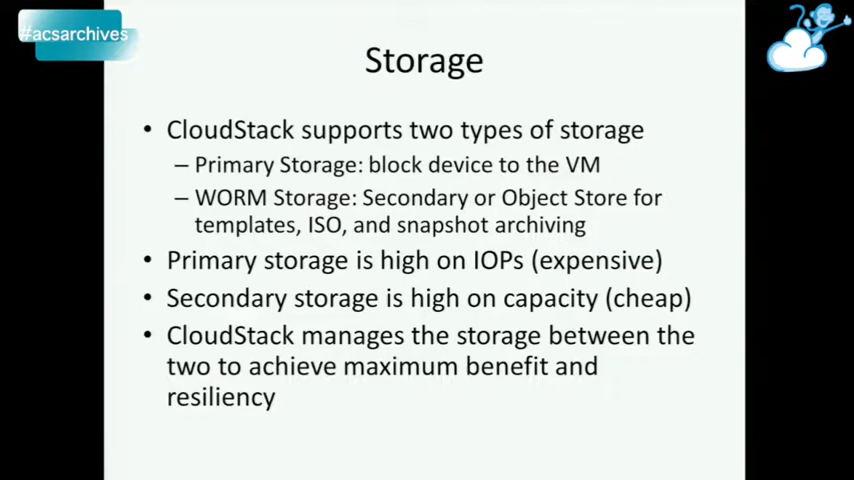 #acsarchives
Storage
• CloudStack supports two types of storage
– Primary Storage: block device to the VM
– WORM Storage: Secondary or Object Store for
templates, ISO, and snapshot archiving
• Primary storage is high on IOPs (expensive)
• Secondary storage is high on capacity (cheap)
• CloudStack manages the storage between the
two to achieve maximum benefit and
resiliency